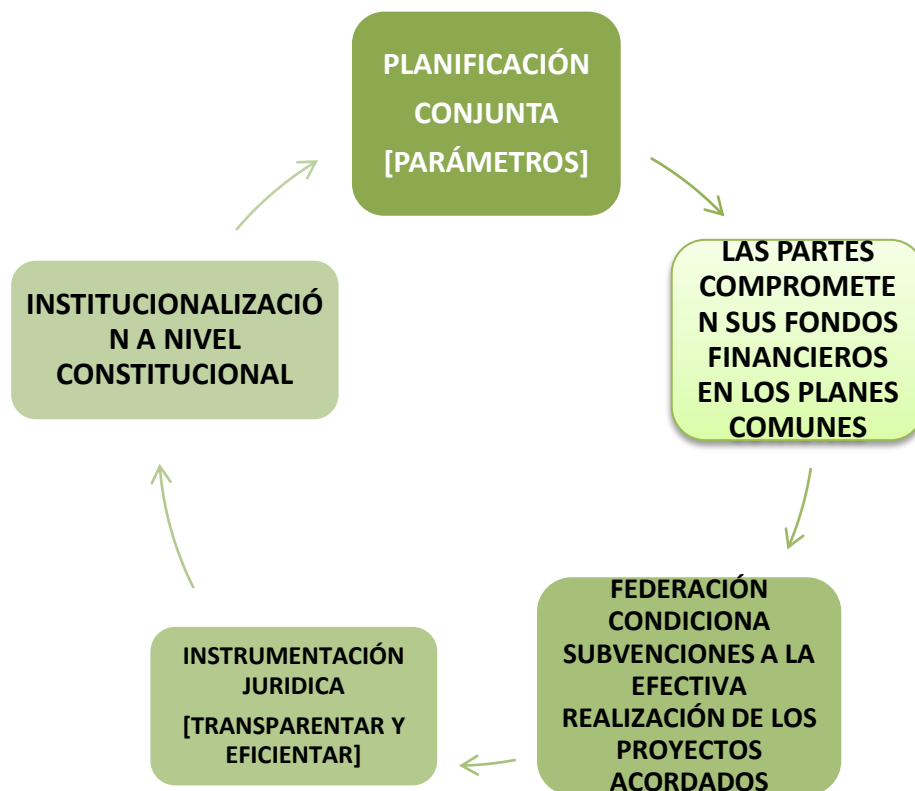 PLANIFICACIÓN
CONJUNTA
[PARÁMETROS]
LAS PARTES
COMPROMETE
N SUS FONDOS
FINANCIEROS
EN LOS PLANES
COMUNES
FEDERACIÓN
CONDICIONA
SUBVENCIONES A LA
EFECTIVA
REALIZACIÓN DE LOS
PROYECTOS
ACORDADOS
INSTRUMENTACIÓN
JURIDICA
[TRANSPARENTAR Y
EFICIENTAR]
INSTITUCIONALIZACIÓ
N A NIVEL
CONSTITUCIONAL